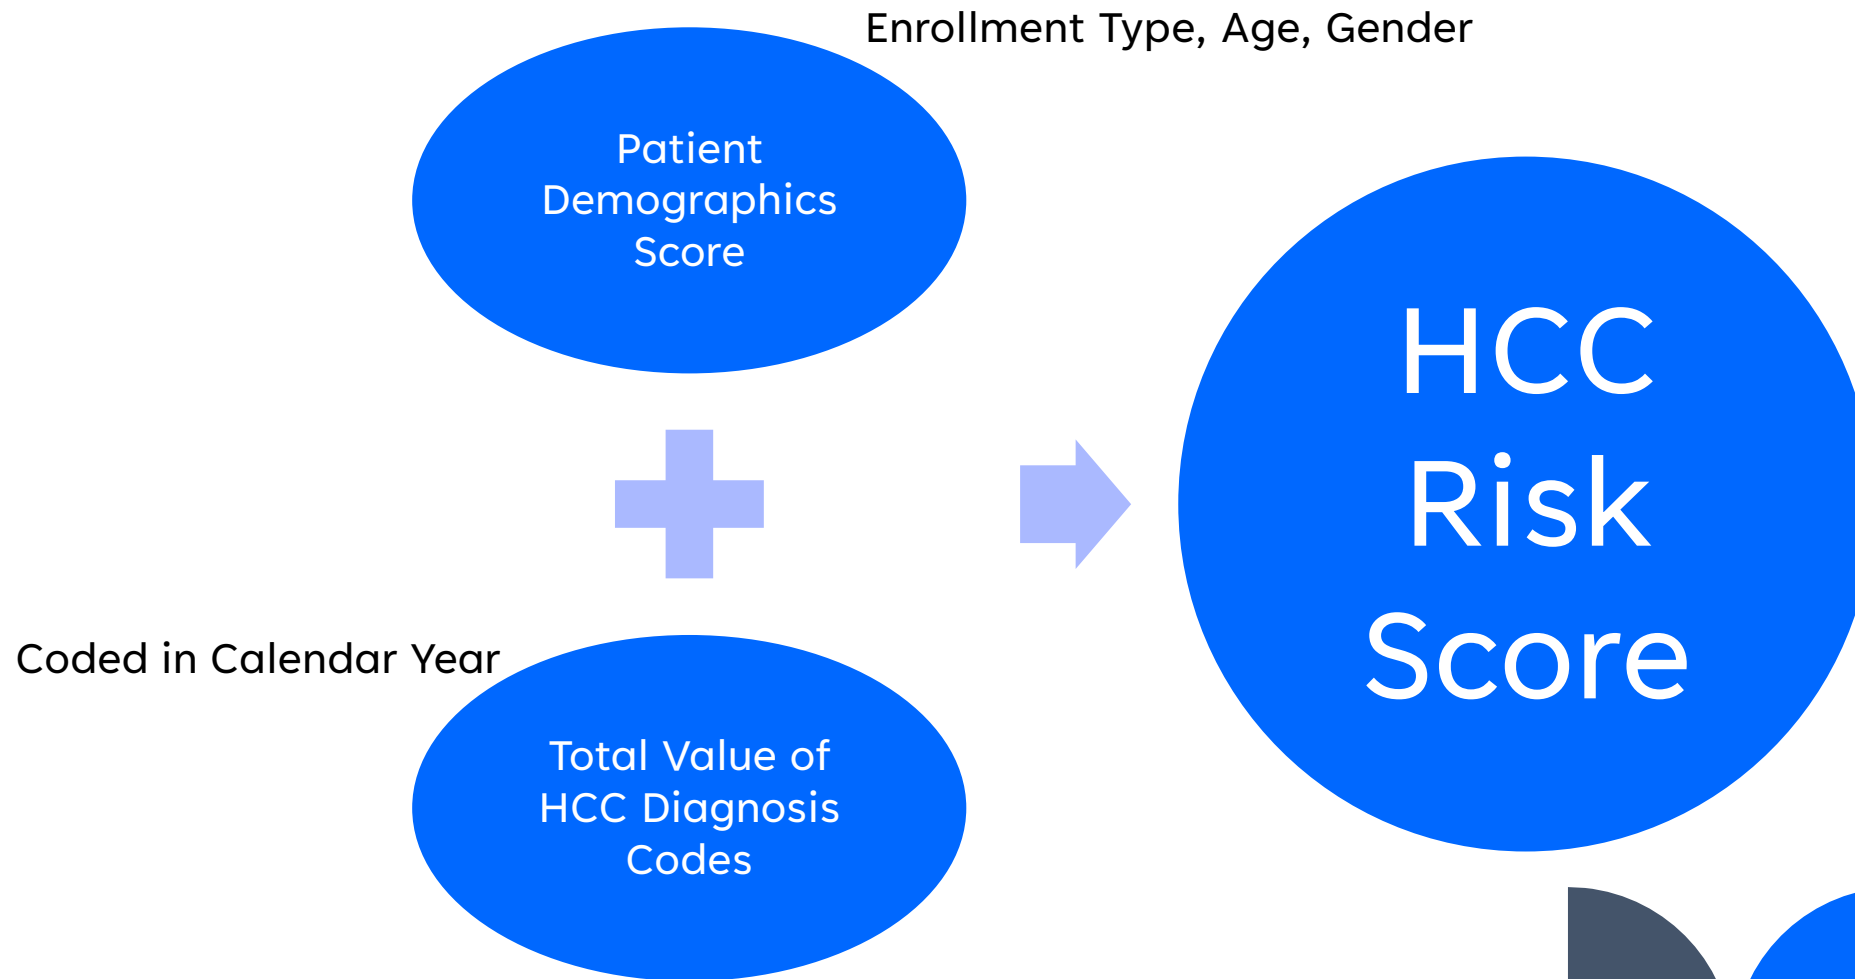 Enrollment Type, Age, Gender
Patient
Demographics
Score
HCC
Risk
Score
Coded in Calendar Year
Total Value of
HCC Diagnosis
Codes